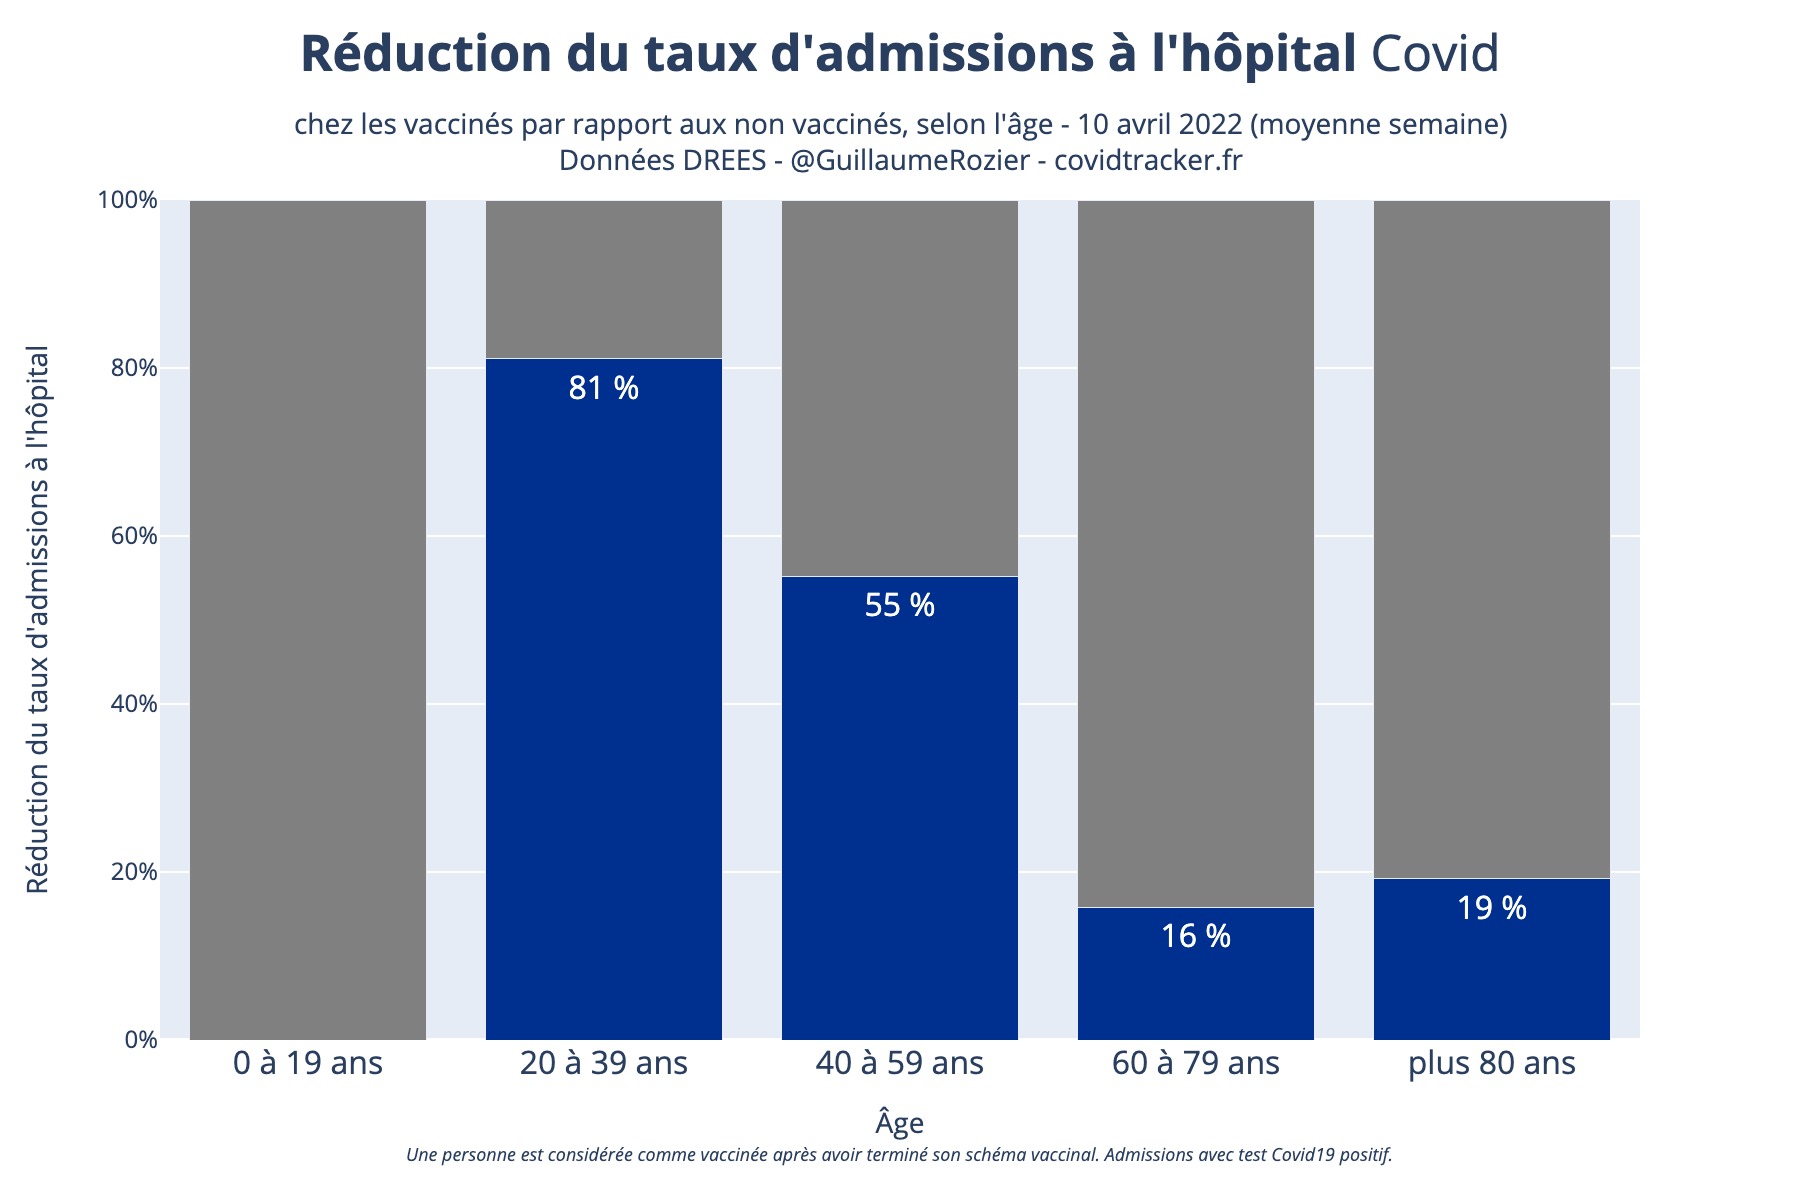 Réduction du taux d'admissions à l'hôpital Covid
chez les vaccinés par rapport aux non vaccinés, selon l'âge - 10 avril 2022 (moyenne semaine)
Données DREES - @GuillaumeRozier - covidtracker.fr
Réduction du taux d'admissions à l'hôpital
100%
80%
60%
40%
20%
0%
81 %
55 %
16 %
19 %
0 à 19 ans
20 à 39 ans
40 à 59 ans
60 à 79 ans
plus 80 ans
Âge
Une personne est considérée comme vaccinée après avoir terminé son schéma vaccinal. Admissions avec test Covid19 positif.